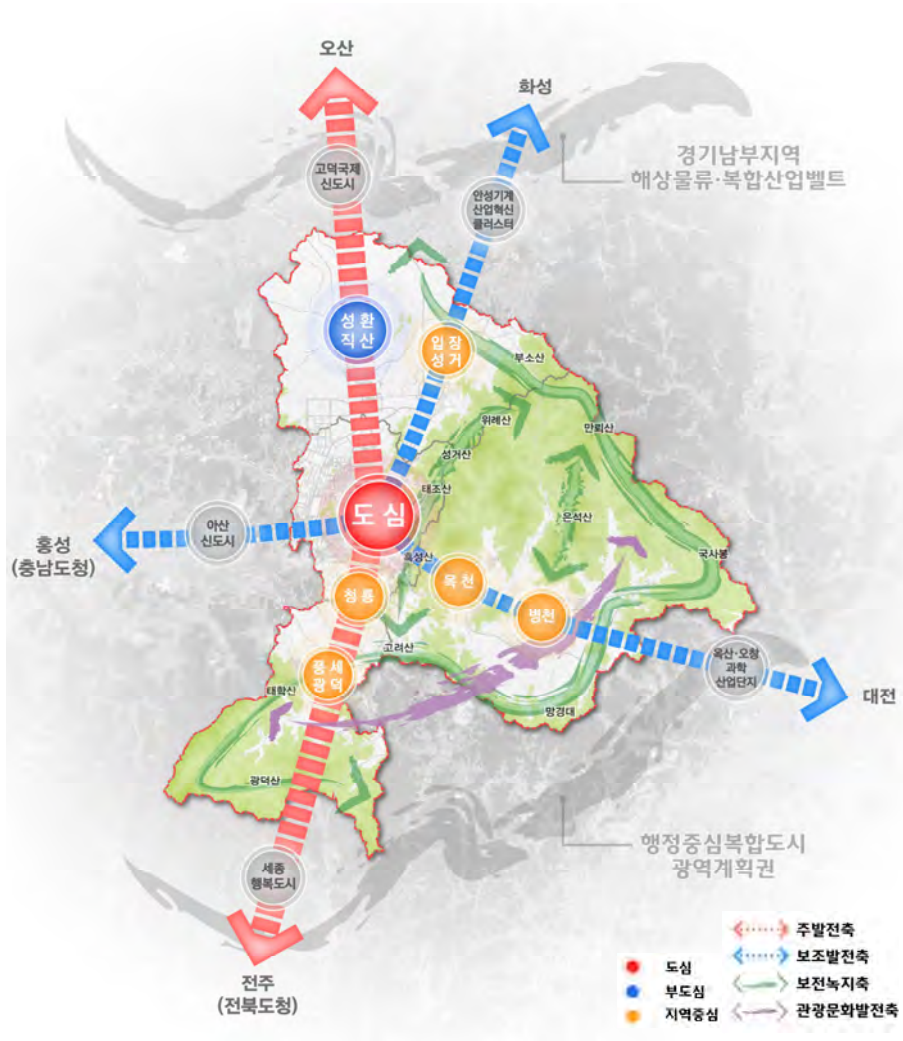 오산
화성
고덕국제
신도시
경기남부지역
해상물류·복합산업벨트
안성기계
산업혁신
클러스터
성환
직산
입장
성거
부소산
위례산
만뢰산
성거산
태조산
도심
은석산
아산
신도시
홍성
(충남도청)
흑성산
국사봉
목천
청룡
병천
고려산
옥산·오창
과학
산업단지
풍세
광덕
태학산
대전
망경대
광덕산
행정중심복합도시
광역계획권
세종
행복도시
전주
(전북도청)
주발전축
보조발전축
보전녹지축
관광문화발전축
도심
부도심
지역중심